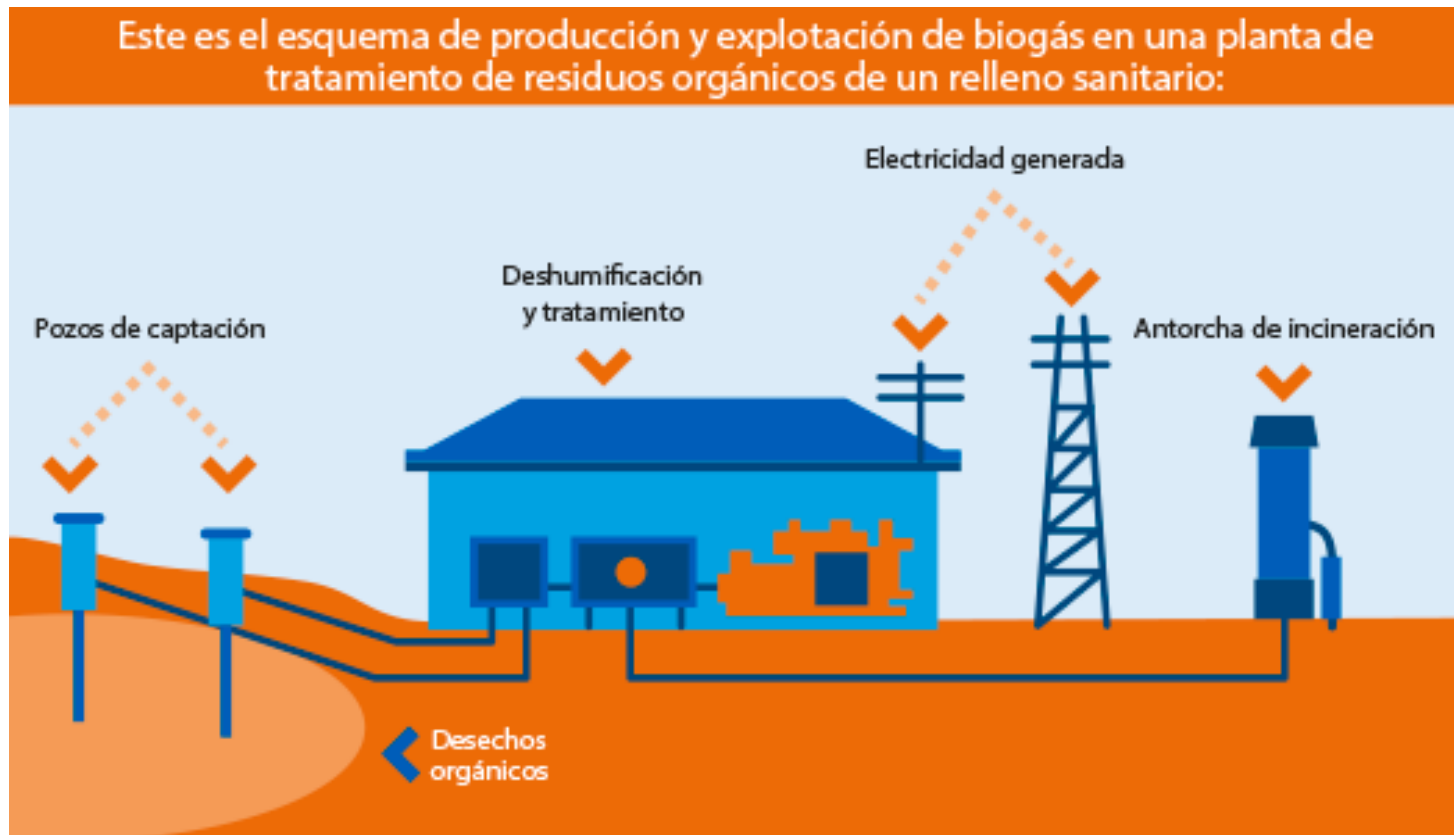 Este es el esquema de producción y explotación de biogás en una planta de
tratamiento de residuos orgánicos de un relleno sanitario:
Electricidad generada
Deshumificación
y tratamiento
Pozos de captación
Antorcha de incineración
Desechos
orgánicos